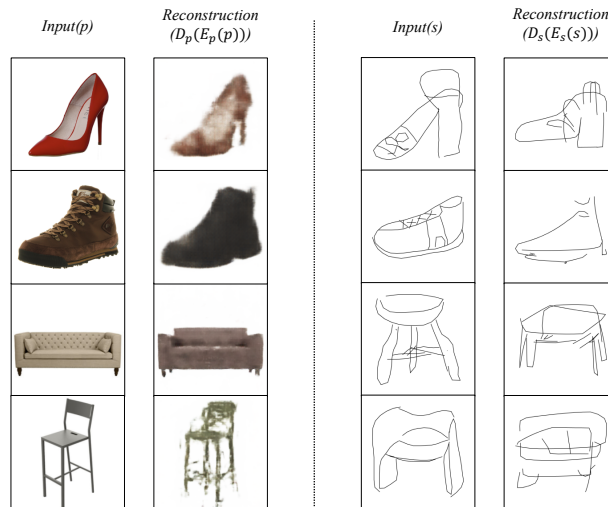 Input(p)
Reconstruction
(D_p(E_p(p)))
Input(s)
Reconstruction
(D_s(E_s(s)))